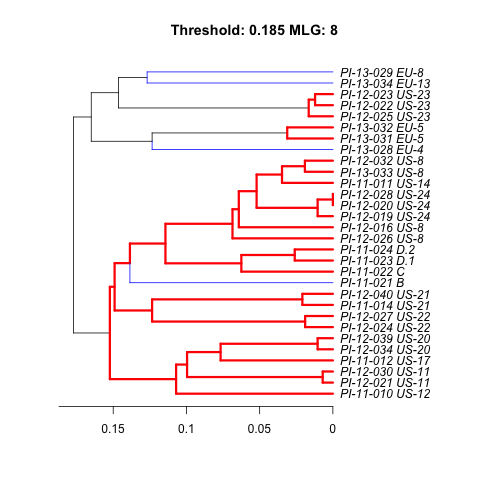 Threshold: 0.185 MLG: 8
PI-13-029 EU-8
PI-13-034 EU-13
PI-12-023 US-23
PI-12-022 US-23
PI-12-025 US-23
PI-13-032 EU-5
PI-13-031 EU-5
PI-13-028 EU-4
PI-12-032 US-8
PI-13-033 US-8
PI-11-011 US-14
PI-12-028 US-24
PI-12-020 US-24
PI-12-019 US-24
PI-12-016 US-8
PI-12-026 US-8
PI-11-024 D.2
PI-11-023 D.1
PI-11-022 C
PI-11-021 B
PI-12-040 US-21
PI-11-014 US-21
PI-12-027 US-22
PI-12-024 US-22
PI-12-039 US-20
PI-12-034 US-20
PI-11-012 US-17
PI-12-030 US-11
PI-12-021 US-11
PI-11-010 US-12
0.15 0.1 0.05 0